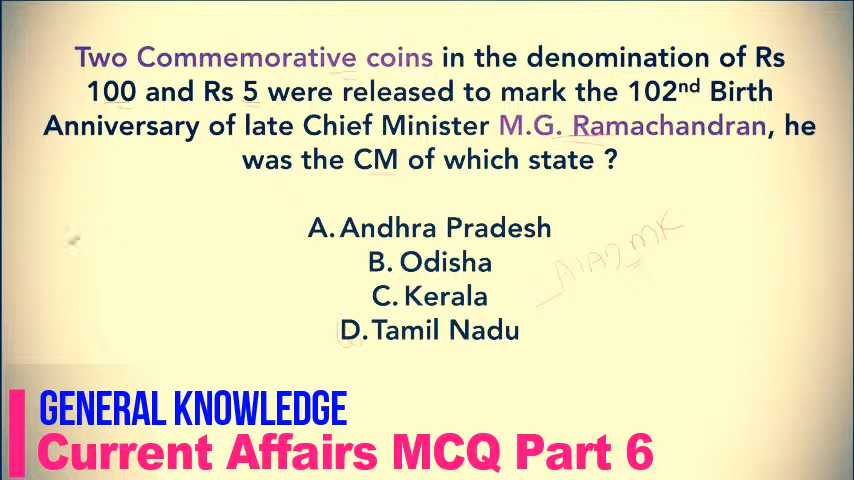 Two Commemorative coins in the denomination of Rs
100 and Rs 5 were released to mark the 102nd Birth
Anniversary of late Chief Minister M.G. Ramachandran, he
was the CM of which state ?
A. Andhra Pradesh
B. Odisha
C. Kerala
AIADMK
D. Tamil Nadu
GENERAL KNOWLEDGE
Current Affairs MCQ Part 6